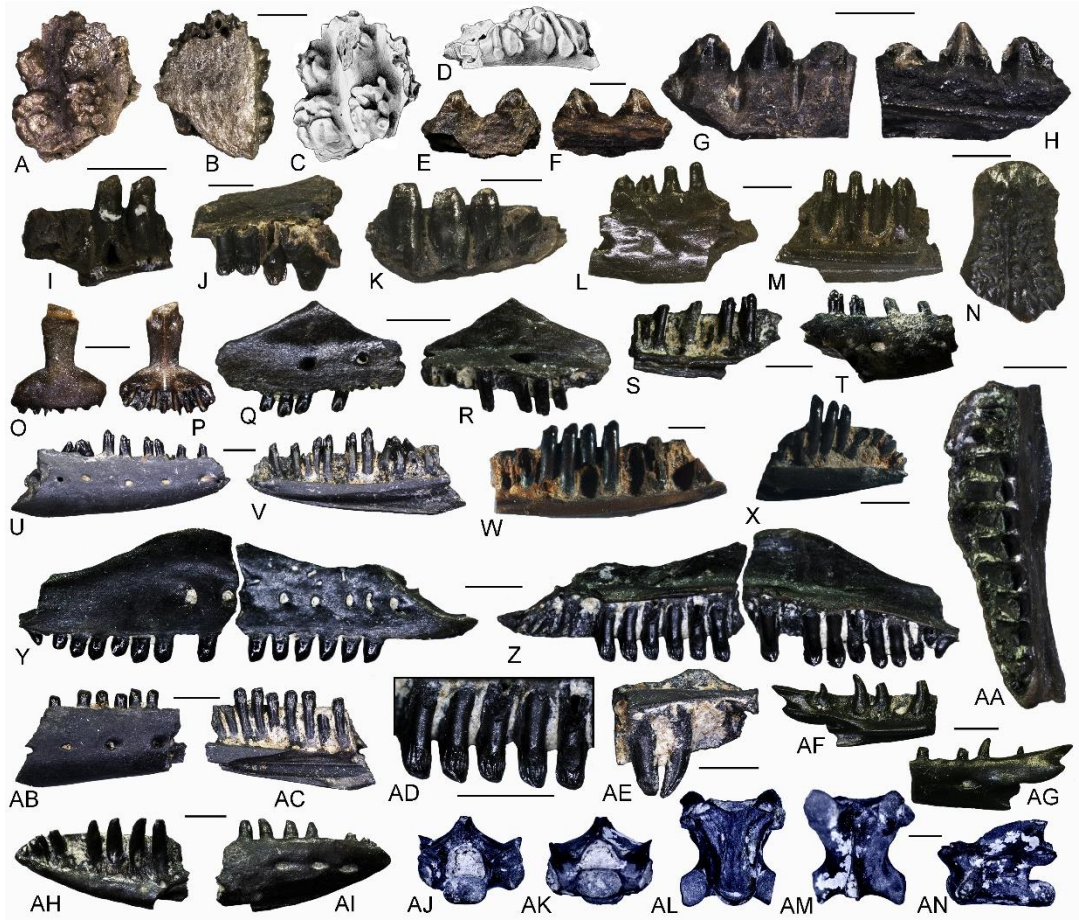 A B C D E F G H
I J K L M N
O P Q R S T
U V W X
Y Z AA
AB AC AD AE AF AG
AH AI AJ AK AL AM AN